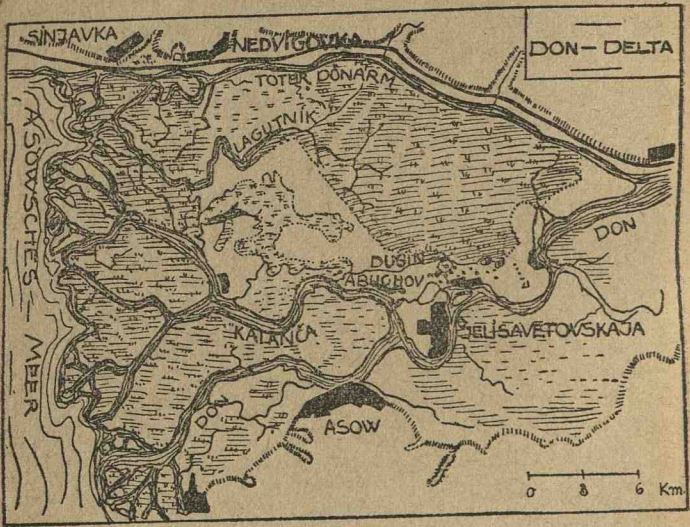 SINJAVKA
NEDVIGOVKA
DON-DELTA
TOTER DONARM
LAGUTNIK
ASOWSCHES-MEER
DON
DUGIN
ABUCHOV
JELISAVETOVSKAJA
KALANČA
DON
ASOW
0 3 6 Km.